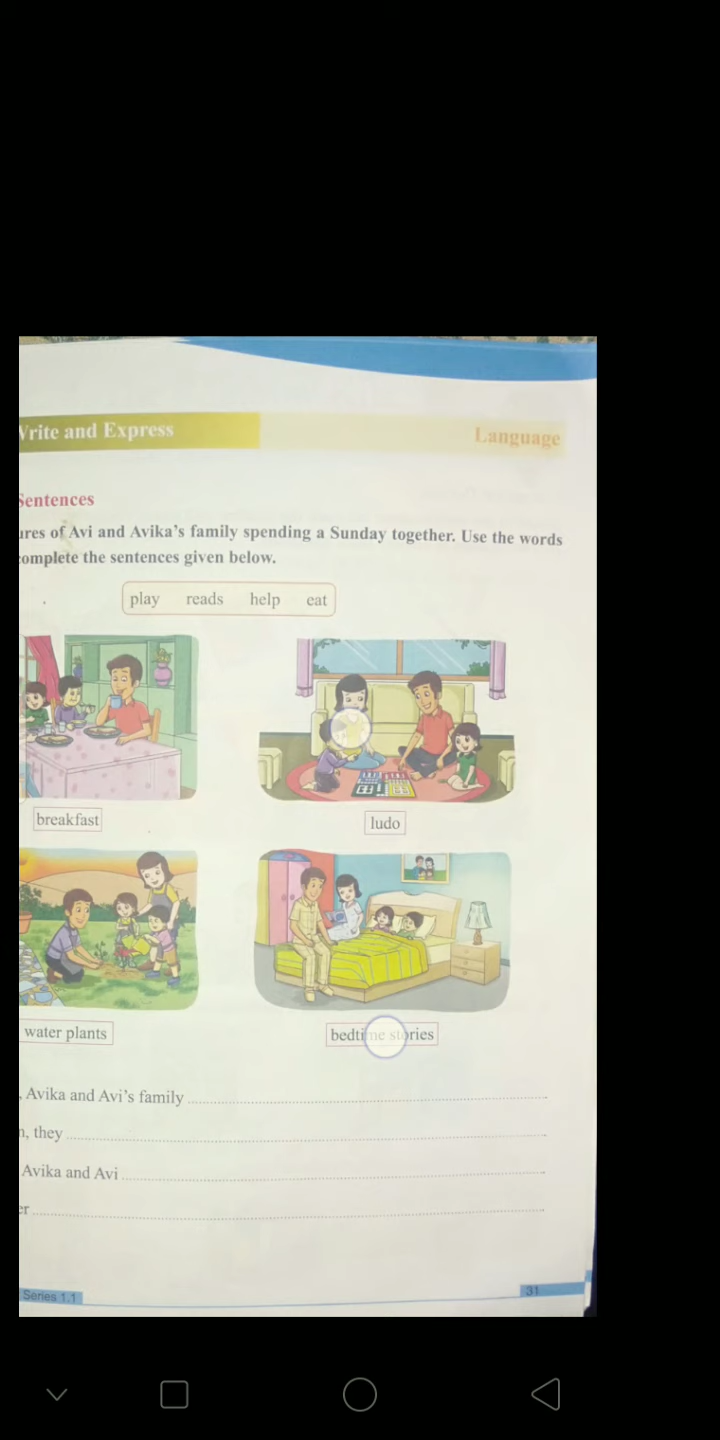 Write and Express
Language
Sentences
ures of Avi and Avika's family spending a Sunday together. Use the words
complete the sentences given below.
play reads help eat
breakfast
ludo
water plants
bedtime stories
, Avika and Avi's family
n, they
Avika and Avi
er
Series 1.1
31